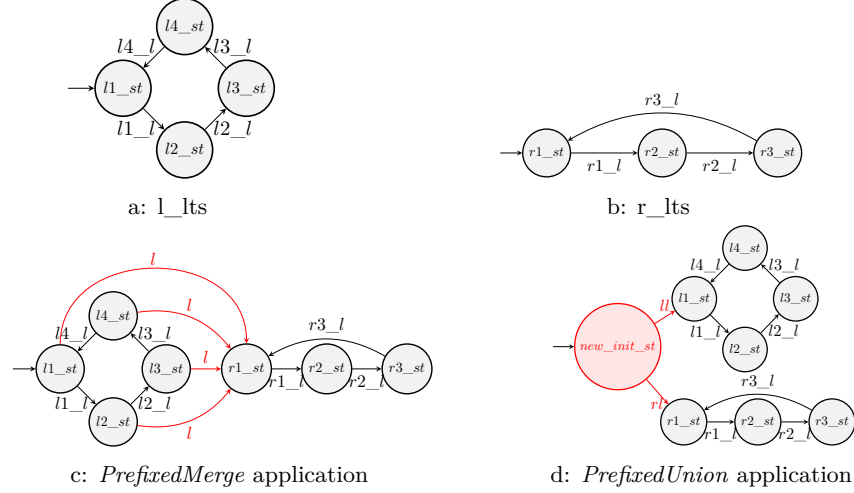 l4_st
l4_l
l3_l
l1_st
l3_st
l1_l
l2_l
l2_st
a: l_lts
r3_l
r1_st
r2_st
r3_st
r1_l
r2_l
b: r_lts
l
l4_st
l
l4_l
l3_l
l
l1_st
l3_st
l1_l
l2_l
l2_st
l
r3_l
r1_st
r2_st
r3_st
r1_l
r2_l
c: PrefixedMerge application
l4_st
l4_l
l3_l
ll
l1_st
l3_st
l1_l
l2_l
l2_st
new_init_st
rl
r3_l
r1_st
r2_st
r3_st
r1_l
r2_l
d: PrefixedUnion application